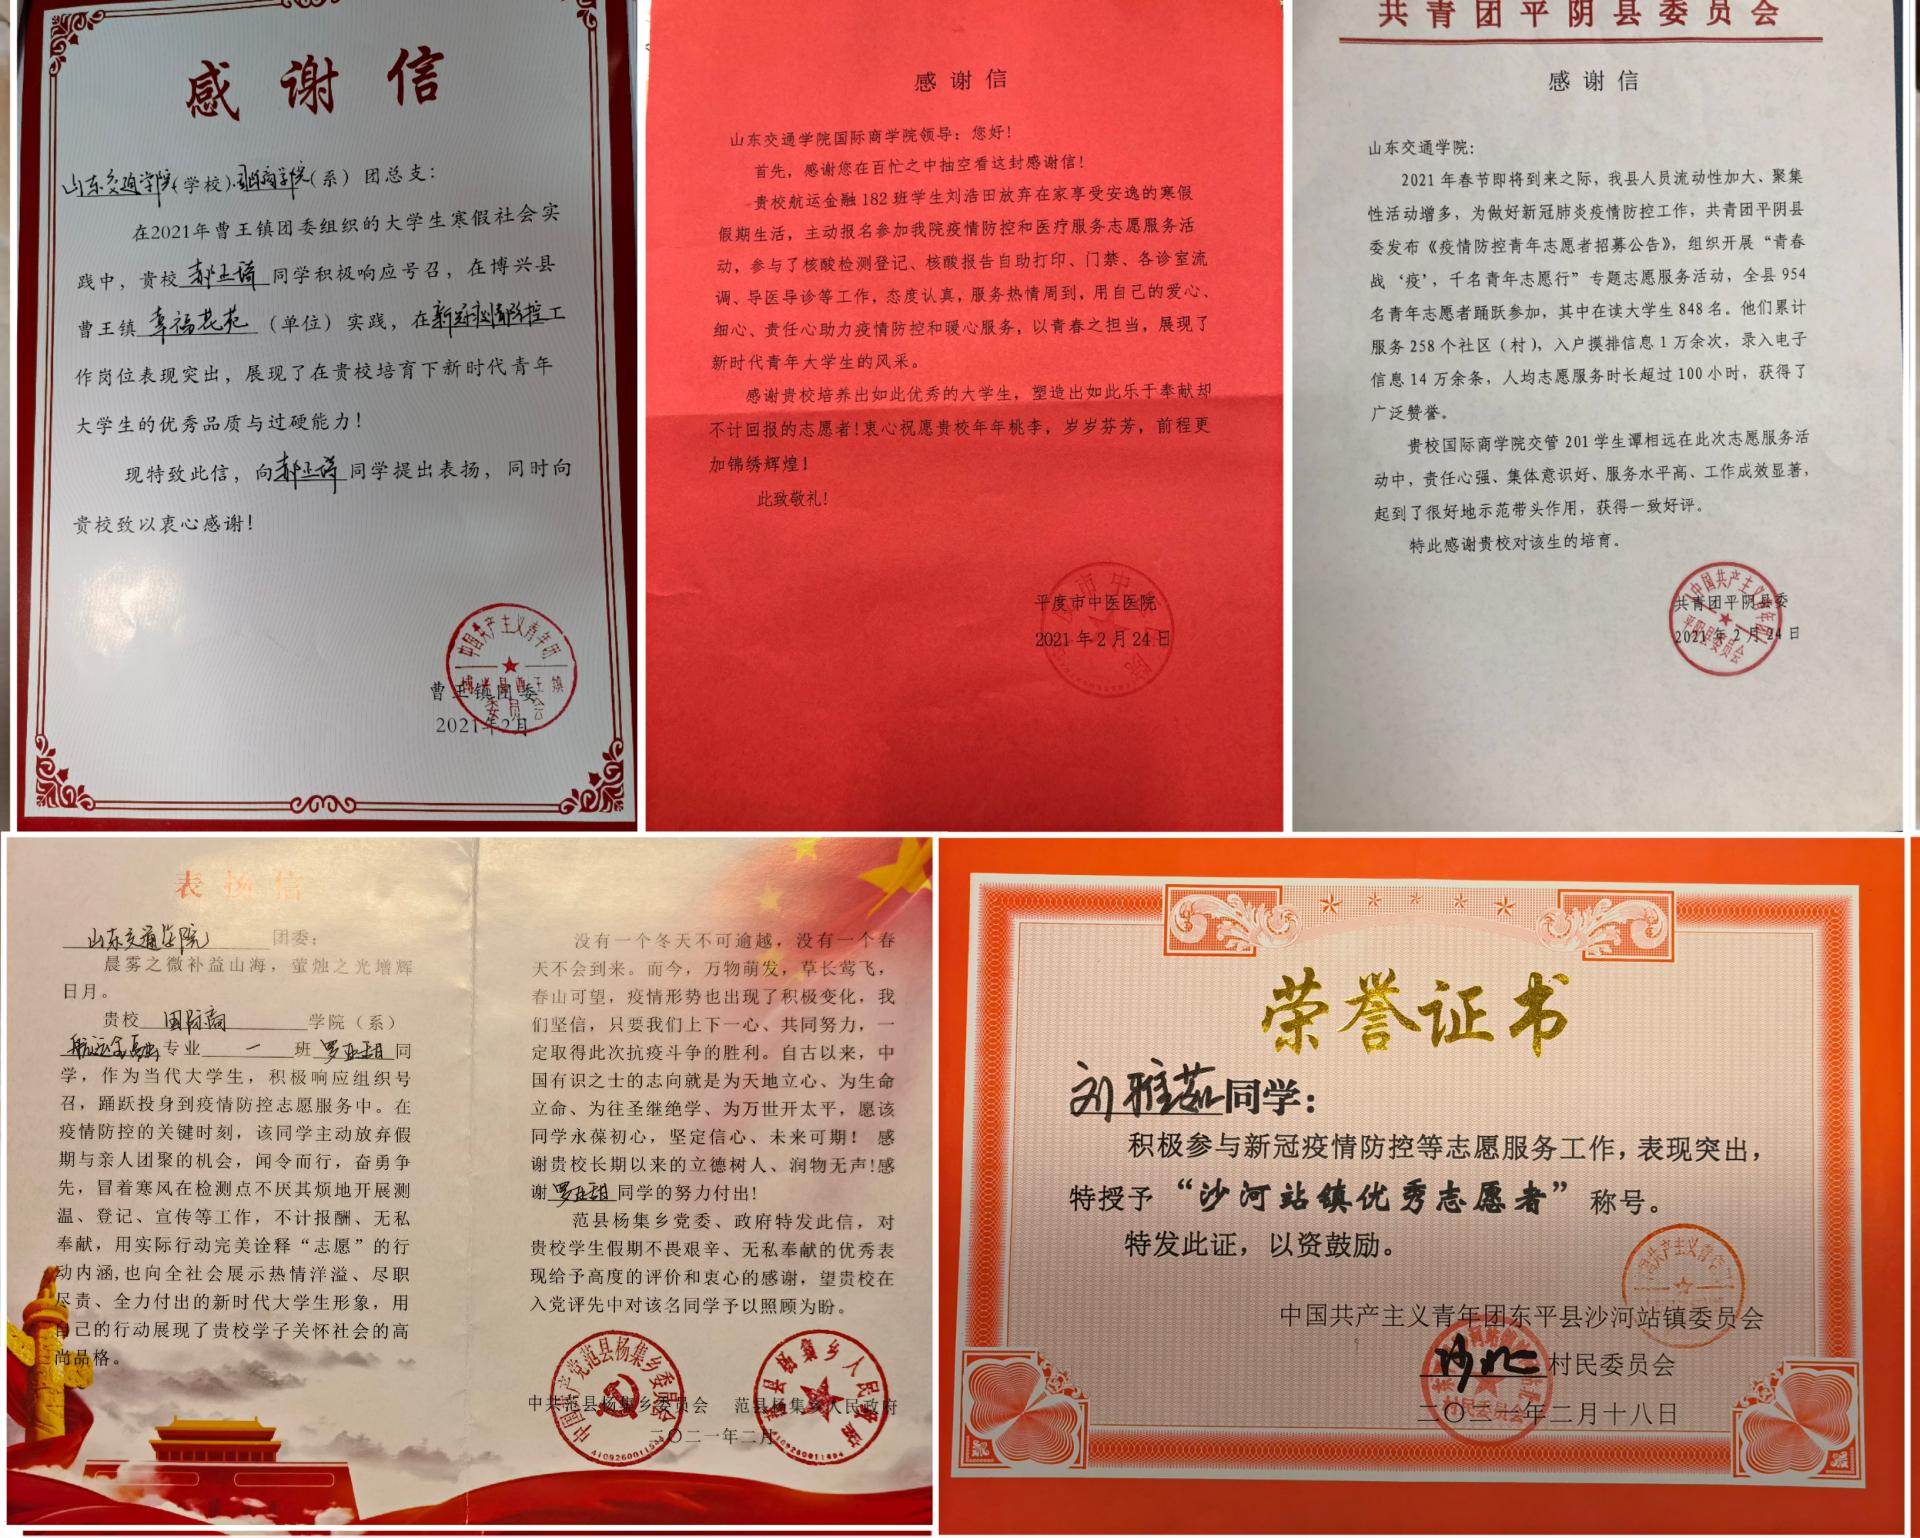 感谢信
山东交通学院(学校)国际商学院(系)团总支:
在2021年曹王镇团委组织的大学生寒假社会实
践中,贵校 同学积极响应号召,在博兴县
曹王镇 幸福花苑 (单位)实践,在新冠疫情防控工
作岗位表现突出,展现了在贵校培育下新时代青年
大学生的优秀品质与过硬能力!
现特致此信,向 同学提出表扬,同时向
贵校致以衷心感谢!
曹王镇团委
2021年2月
感谢信
山东交通学院国际商学院领导:您好!
首先,感谢您在百忙之中抽空看这封感谢信!
贵校航运金融182班学生刘浩田放弃在家享受安逸的寒假
假期生活,主动报名参加我院疫情防控和医疗服务志愿服务活
动,参与了核酸检测登记、核酸报告自助打印、门禁、各诊室流
调、导医导诊等工作,态度认真,服务热情周到,用自己的爱心、
细心、责任心助力疫情防控和暖心服务,以青春之担当,展现了
新时代青年大学生的风采。
感谢贵校培养出如此优秀的大学生,塑造出如此乐于奉献却
不计回报的志愿者!衷心祝愿贵校年年桃李,岁岁芬芳,前程更
加锦绣辉煌!
此致敬礼!
平度市中医医院
2021年2月24日
共青团平阴县委员会
感谢信
山东交通学院:
2021年春节即将到来之际,我县人员流动性加大、聚集
性活动增多,为做好新冠肺炎疫情防控工作,共青团平阴县
委发布《疫情防控青年志愿者招募公告》,组织开展“青春
战‘疫’,千名青年志愿行”专题志愿服务活动,全县954
名青年志愿者踊跃参加,其中在读大学生848名。他们累计
服务258个社区(村),入户摸排信息1万余次,录入电子
信息14万余条,人均志愿服务时长超过100小时,获得了
广泛赞誉。
贵校国际商学院交管201学生谭相远在此次志愿服务活
动中,责任心强、集体意识好、服务水平高、工作成效显著,
起到了很好地示范带头作用,获得一致好评。
特此感谢贵校对该生的培育。
共青团平阴县委
2021年2月24日
表扬信
山东交通学院 团委:
晨雾之微补益山海,萤烛之光增辉
日月。
贵校 国际商 学院(系)
航运金融专业 一 班 罗亚甜 同
学,作为当代大学生,积极响应组织号
召,踊跃投身到疫情防控志愿服务中。在
疫情防控的关键时刻,该同学主动放弃假
期与亲人团聚的机会,闻令而行,奋勇争
先,冒着寒风在检测点不厌其烦地开展测
温、登记、宣传等工作,不计报酬、无私
奉献,用实际行动完美诠释“志愿”的行
动内涵,也向全社会展示热情洋溢、尽职
尽责、全力付出的新时代大学生形象,用
自己的行动展现了贵校学子关怀社会的高
尚品格。
没有一个冬天不可逾越,没有一个春
天不会到来。而今,万物萌发,草长莺飞,
春山可望,疫情形势也出现了积极变化,我
们坚信,只要我们上下一心、共同努力,一
定取得此次抗疫斗争的胜利。自古以来,中
国有识之士的志向就是为天地立心、为生命
立命、为往圣继绝学、为万世开太平,愿该
同学永葆初心,坚定信心、未来可期! 感
谢贵校长期以来的立德树人、润物无声!感
谢 罗亚甜 同学的努力付出!
范县杨集乡党委、政府特发此信,对
贵校学生假期不畏艰辛、无私奉献的优秀表
现给予高度的评价和衷心的感谢,望贵校在
入党评先中对该名同学予以照顾为盼。
中共范县杨集乡委员会 范县杨集乡人民政府
二〇二一年二月
荣誉证书
刘雅茹同学:
积极参与新冠疫情防控等志愿服务工作,表现突出,
特授予“沙河站镇优秀志愿者”称号。
特发此证,以资鼓励。
中国共产主义青年团东平县沙河站镇委员会
村民委员会
二〇二一年二月十八日